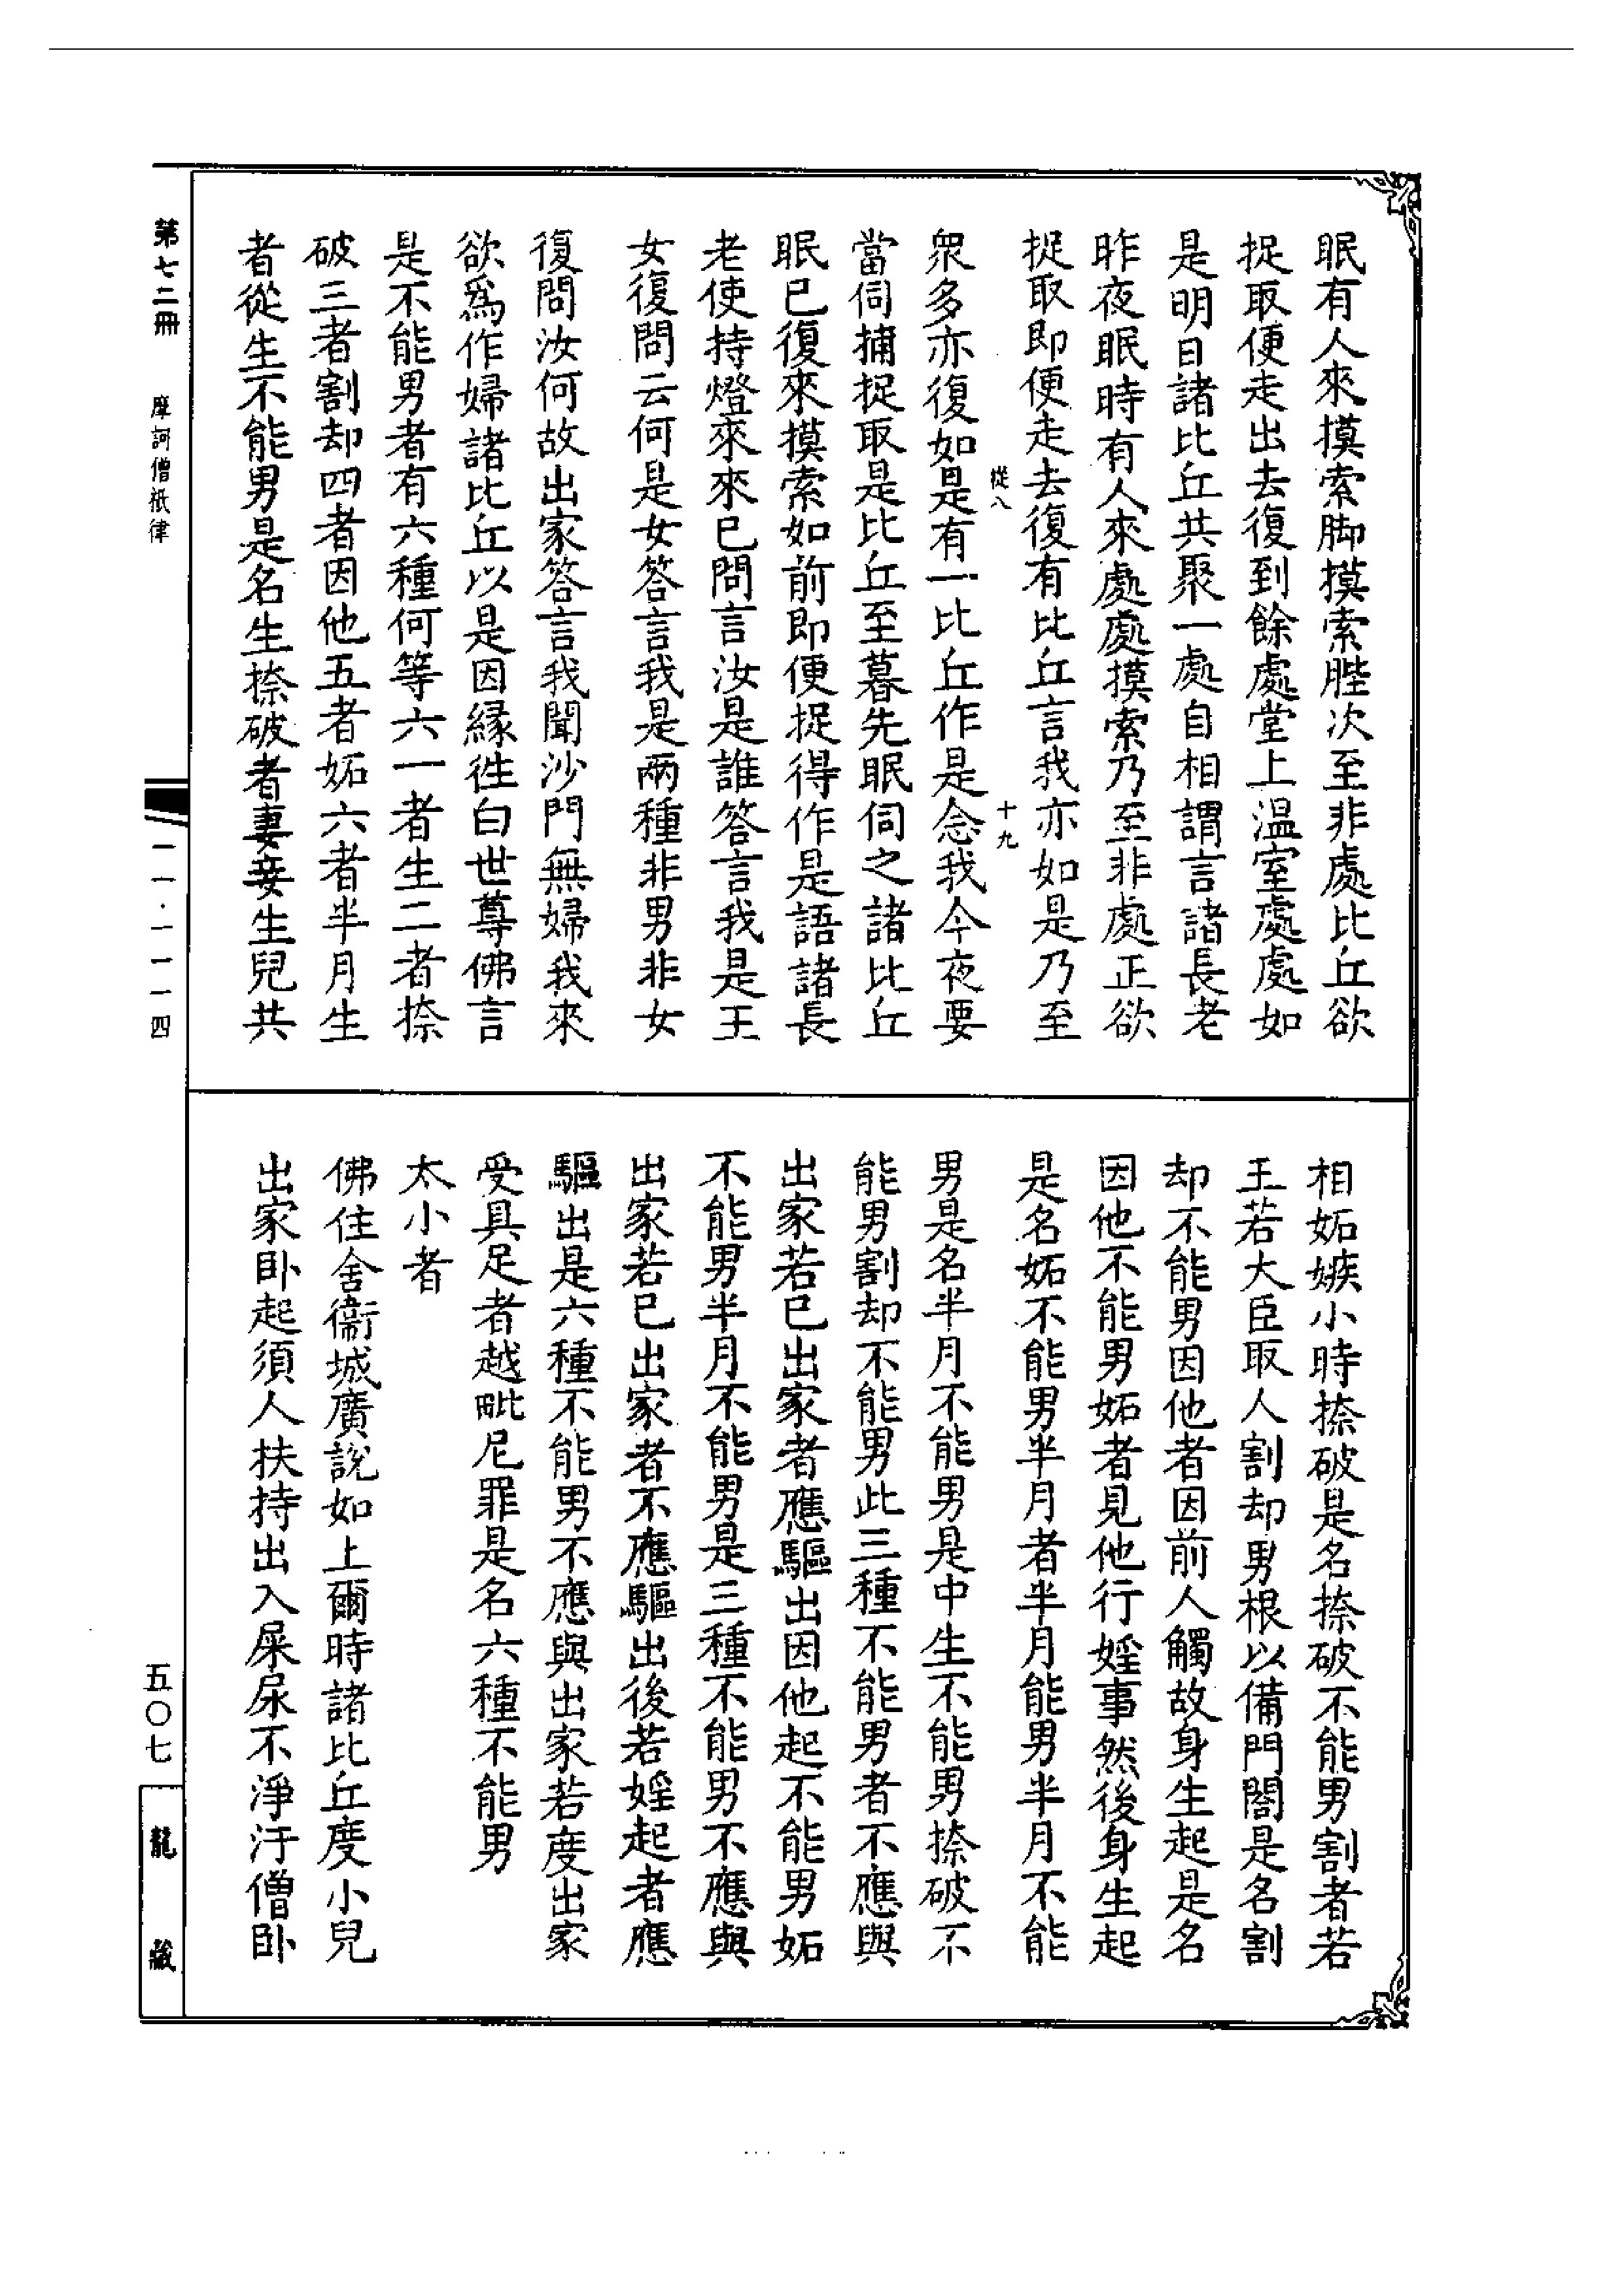 眠有人來摸索脚摸索䏶次至非處比丘欲
捉取便走出去復到餘處堂上温室處處如
是明日諸比丘共聚一處自相謂言諸長老
昨夜眠時有人來處處摸索乃至非處正欲
捉取即便走去復有比丘言我亦如是乃至
從八
十九
衆多亦復如是有一比丘作是念我今夜要
當伺捕捉取是比丘至暮先眠伺之諸比丘
眠已復來摸索如前即便捉得作是語諸長
老使持燈來來已問言汝是誰答言我是王
女復問云何是女答言我是兩種非男非女
復問汝何故出家答言我聞沙門無婦我來
欲爲作婦諸比丘以是因緣徃白世尊佛言
是不能男者有六種何等六一者生二者捺
破三者割却四者因他五者妬六者半月生
者從生不能男是名生捺破者妻妾生兒共
相妬嫉小時捺破是名捺破不能男割者若
王若大臣取人割却男根以備門閤是名割
却不能男因他者因前人觸故身生起是名
因他不能男妬者見他行婬事然後身生起
是名妬不能男半月者半月能男半月不能
男是名半月不能男是中生不能男捺破不
能男割却不能男此三種不能男者不應與
出家若已出家者應驅出因他起不能男妬
不能男半月不能男是三種不能男不應與
出家若已出家者不應驅出後若婬起者應
驅出是六種不能男不應與出家若度出家
受具足者越毗尼罪是名六種不能男
太小者
佛住舍衞城廣說如上爾時諸比丘度小兒
出家卧起須人扶持出入屎尿不淨汙僧卧
第七二冊
摩訶僧祇律
一一·一一一四
五〇七
龍藏